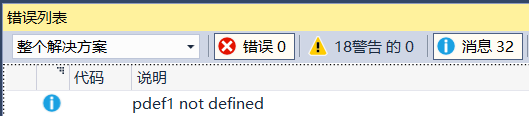 错误列表
整个解决方案 错误 0 18警告 的 0 消息 32
代码 说明
pdef1 not defined